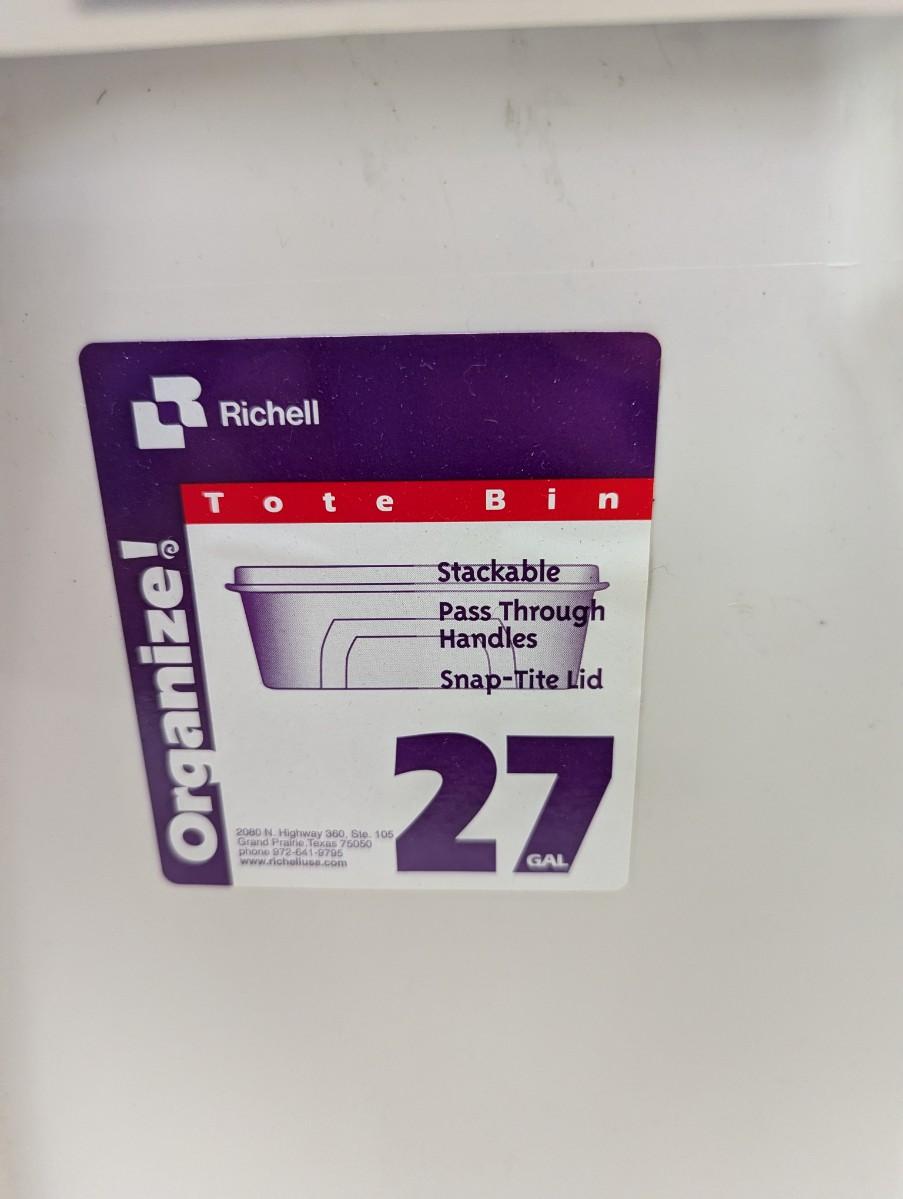 Richell
Tote Bin
Organize!
Stackable
Pass Through
Handles
Snap-Tite Lid
27
GAL
2080 N. Highway 360, Ste. 105
Grand Prairie, Texas 75050
phone 972-641-9795
www.richellusa.com